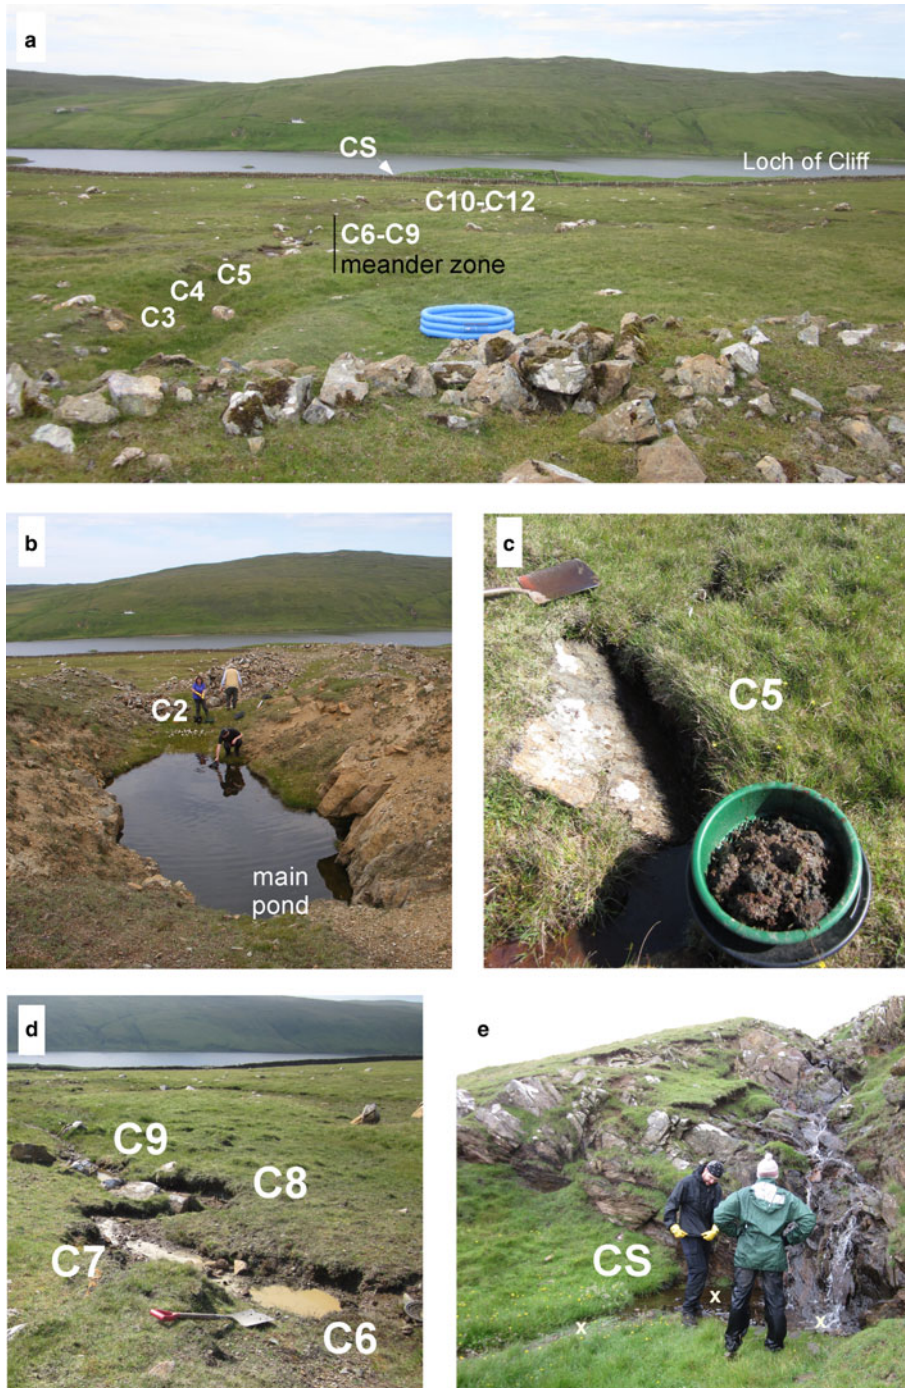 a
CS
Loch of Cliff
C10-C12
C6-C9
meander zone
C5
C4
C3
b
C2
main
pond
c
C5
d
C9
C8
C7
C6
e
CS
x
x
x